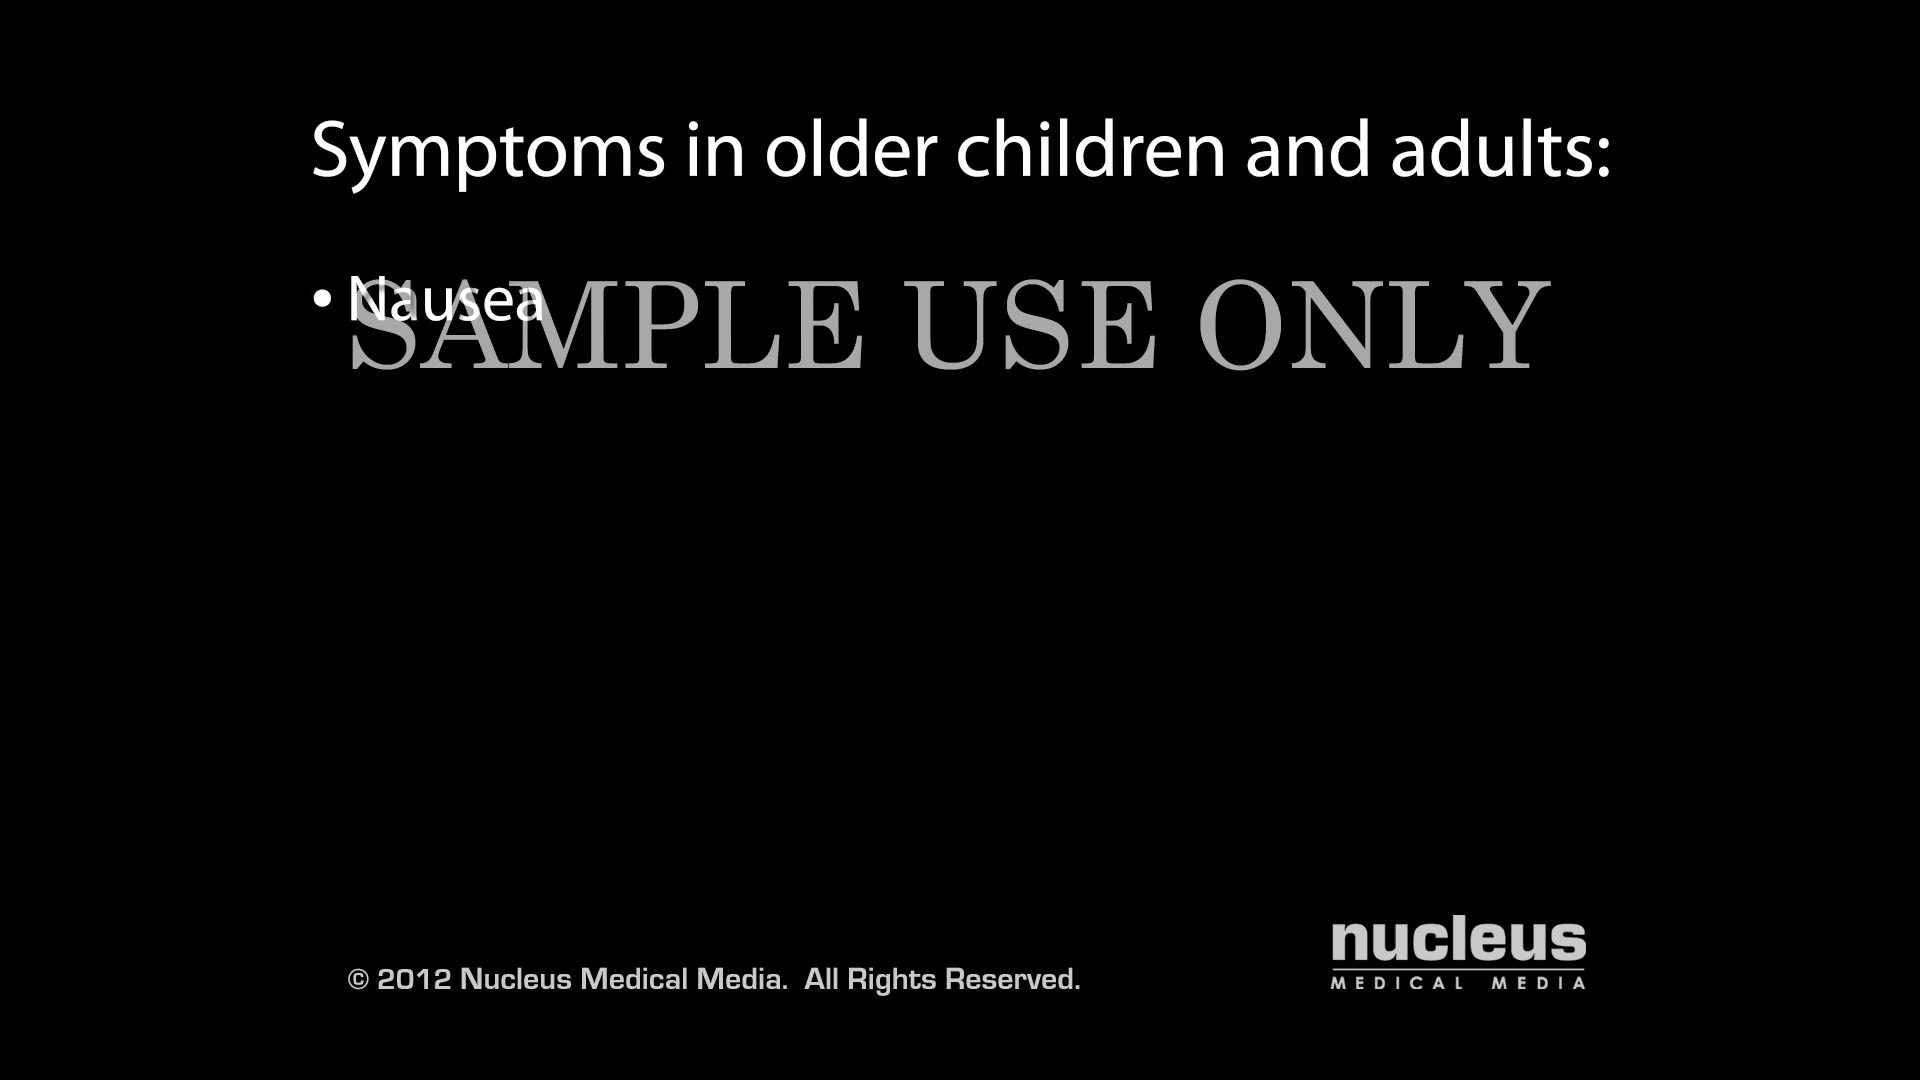 Symptoms in older children and adults:
• Nausea
SAMPLE USE ONLY
nucleus
MEDICAL MEDIA
© 2012 Nucleus Medical Media. All Rights Reserved.